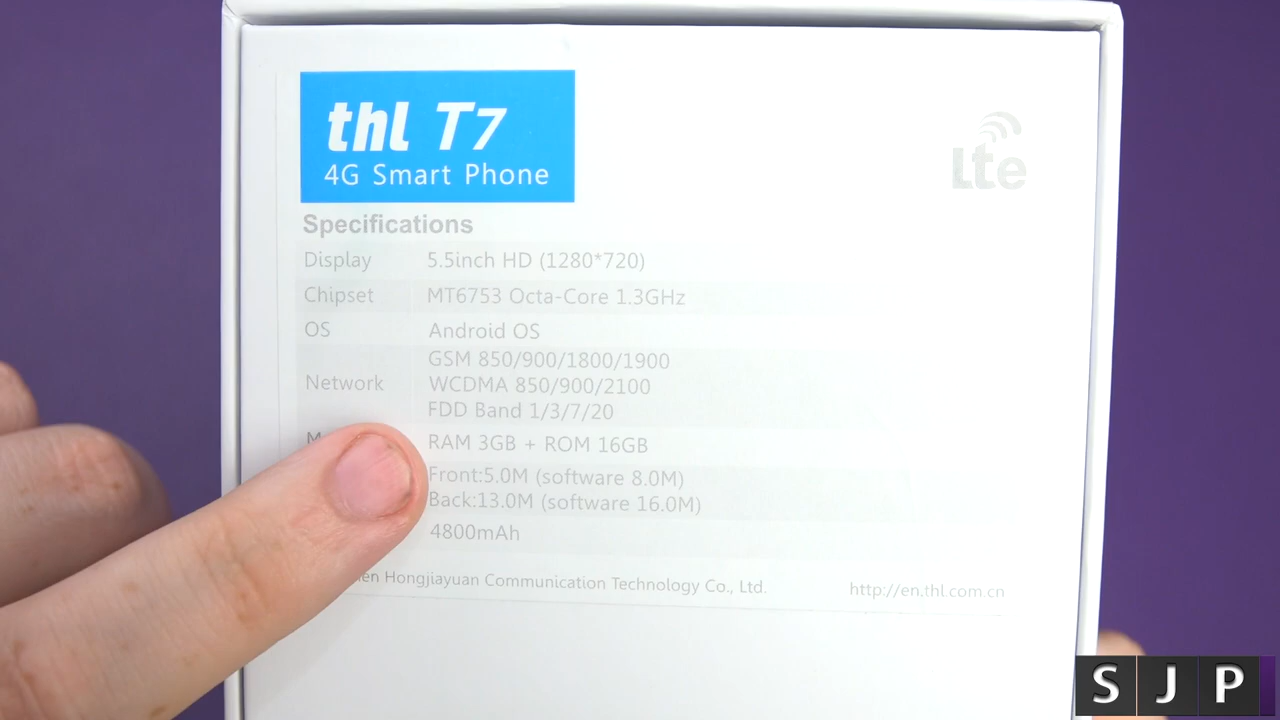 thl T7
4G Smart Phone
Lte
Specifications
Display 5.5inch HD (1280*720)
Chipset MT6753 Octa-Core 1.3GHz
OS Android OS
GSM 850/900/1800/1900
Network WCDMA 850/900/2100
FDD Band 1/3/7/20
RAM 3GB + ROM 16GB
Front:5.0M (software 8.0M)
Back:13.0M (software 16.0M)
4800mAh
Hongjiayuan Communication Technology Co., Ltd. http://en.thl.com.cn
SJP